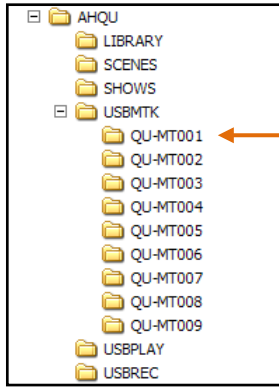 AHQU
LIBRARY
SCENES
SHOWS
USBMTK
QU-MT001
QU-MT002
QU-MT003
QU-MT004
QU-MT005
QU-MT006
QU-MT007
QU-MT008
QU-MT009
USBPLAY
USBREC